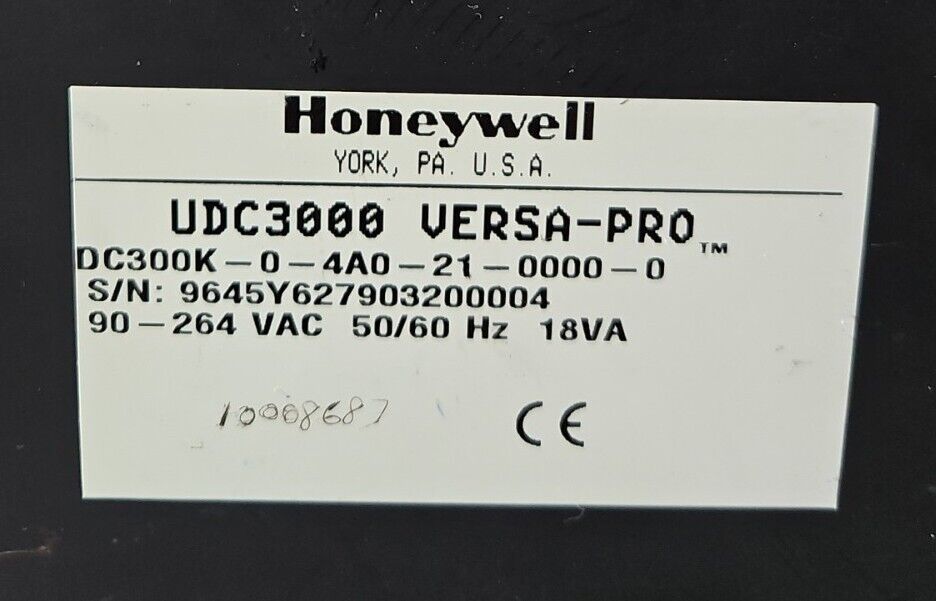 Honeywell
YORK, PA. U.S.A.
UDC3000 VERSA-PRO™
DC300K-0-4A0-21-0000-0
S/N: 9645Y627903200004
90-264 VAC 50/60 Hz 18VA
10008687
CE